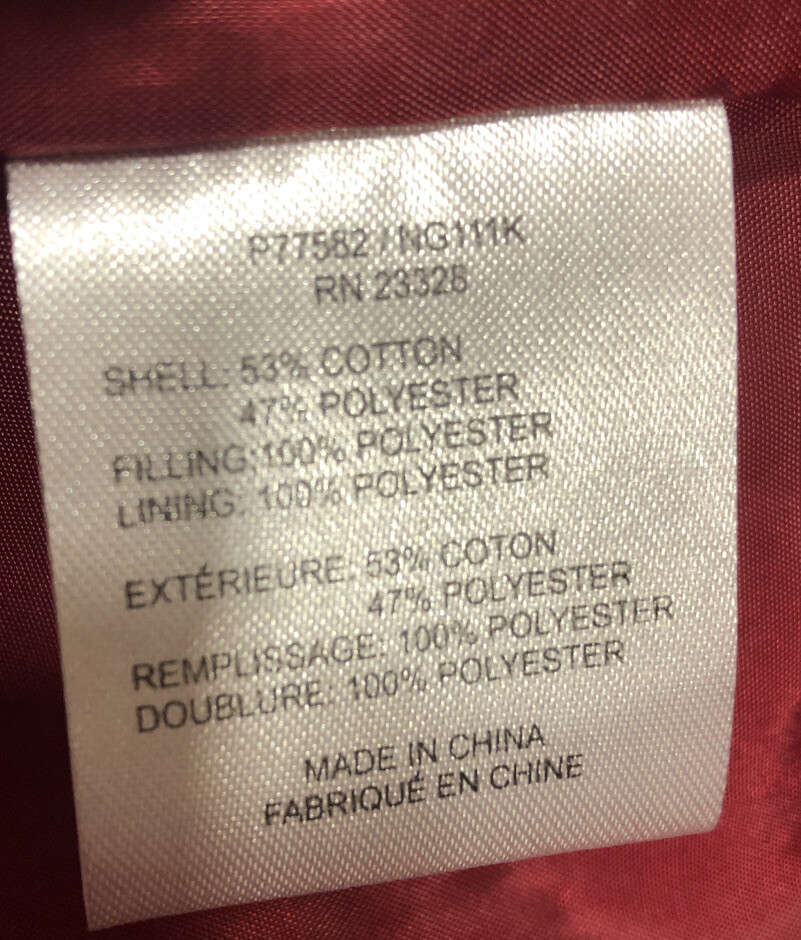 P77582 / NG111K
RN 23328
SHELL: 53% COTTON
47% POLYESTER
FILLING:100% POLYESTER
LINING: 100% POLYESTER
EXTÉRIEURE: 53% COTON
47% POLYESTER
REMPLISSAGE: 100% POLYESTER
DOUBLURE: 100% POLYESTER
MADE IN CHINA
FABRIQUÉ EN CHINE